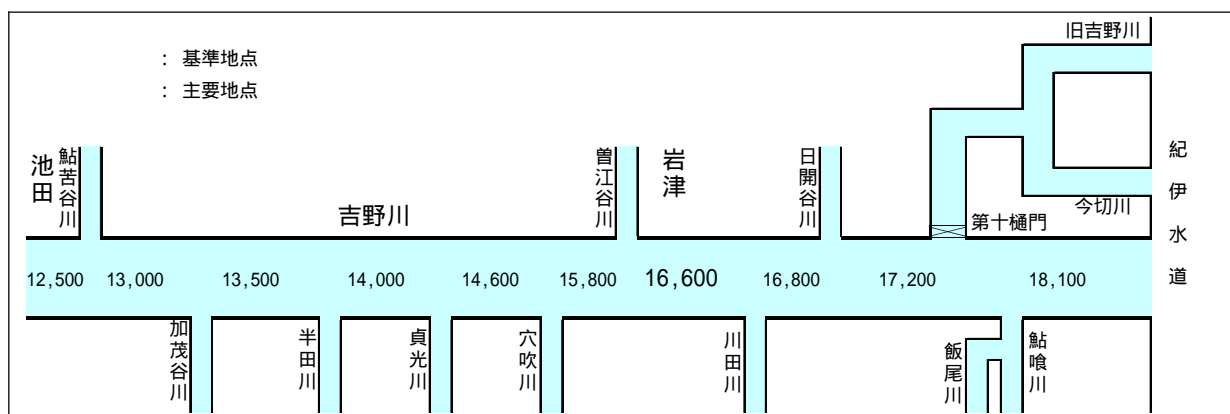 旧吉野川
： 基準地点
： 主要地点
池田
鮎苦谷川
曽江谷川
岩津
日開谷川
紀伊水道
吉野川
今切川
第十樋門
12,500 13,000 13,500 14,000 14,600 15,800 16,600 16,800 17,200 18,100
加茂谷川
半田川
貞光川
穴吹川
川田川
飯尾川
鮎喰川